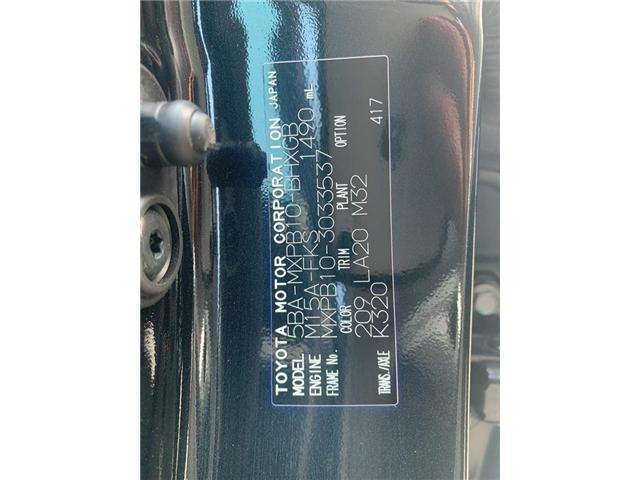 TOYOTA MOTOR CORPORATION JAPAN
MODEL 5BA-MXPB10-BHXGB
ENGINE M15A-FKS 1490 mL
FRAME No. MXPB10-3033537
COLOR TRIM PLANT OPTION
209 LA20 M32
TRANS./AXLE K320 417